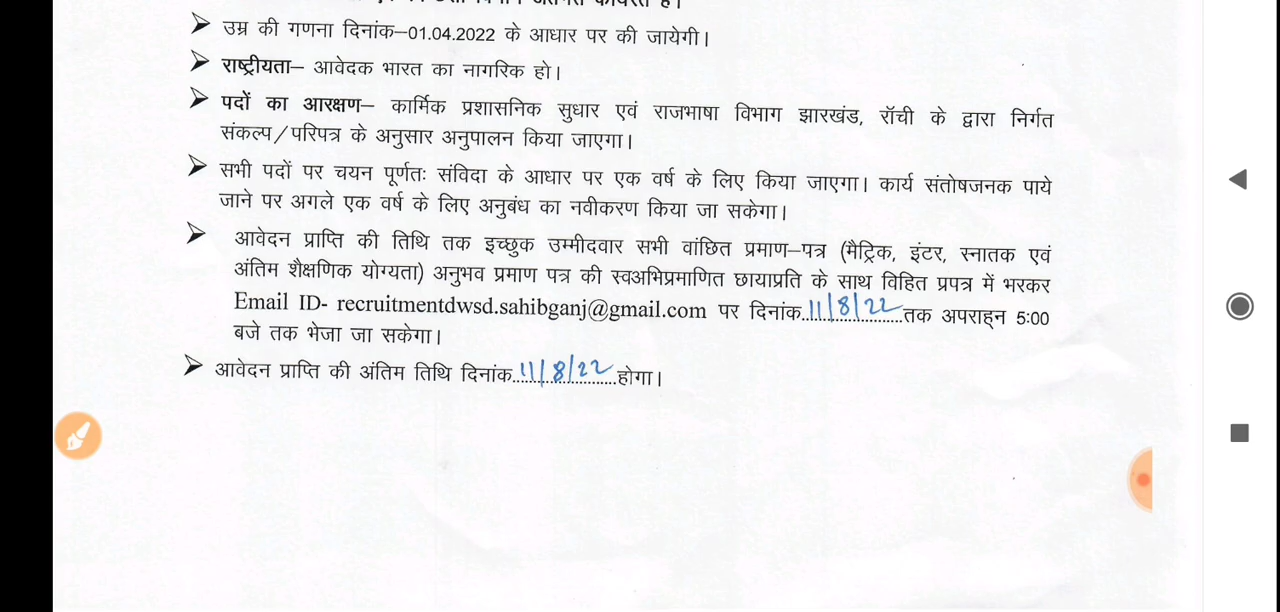 ➤ उम्र की गणना दिनांक–01.04.2022 के आधार पर की जायेगी।
➤ राष्ट्रीयता– आवेदक भारत का नागरिक हो।
➤ पदों का आरक्षण– कार्मिक प्रशासनिक सुधार एवं राजभाषा विभाग झारखंड, रॉची के द्वारा निर्गत
संकल्प/परिपत्र के अनुसार अनुपालन किया जाएगा।
➤ सभी पदों पर चयन पूर्णतः संविदा के आधार पर एक वर्ष के लिए किया जाएगा। कार्य संतोषजनक पाये
जाने पर अगले एक वर्ष के लिए अनुबंध का नवीकरण किया जा सकेगा।
➤ आवेदन प्राप्ति की तिथि तक इच्छुक उम्मीदवार सभी वांछित प्रमाण–पत्र (मैट्रिक, इंटर, स्नातक एवं
अंतिम शैक्षणिक योग्यता) अनुभव प्रमाण पत्र की स्वअभिप्रमाणित छायाप्रति के साथ विहित प्रपत्र में भरकर
Email ID- recruitmentdwsd.sahibganj@gmail.com पर दिनांक 11/8/22 तक अपराह्न 5:00
बजे तक भेजा जा सकेगा।
➤ आवेदन प्राप्ति की अंतिम तिथि दिनांक 11/8/22 होगा।